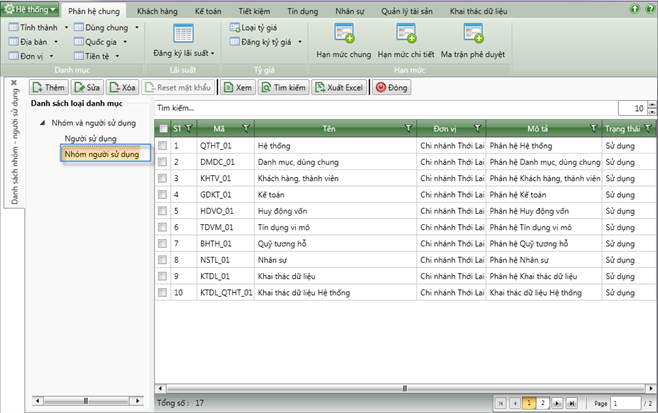 Hệ thống
Phân hệ chung
Khách hàng
Kế toán
Tiết kiệm
Tín dụng
Nhân sự
Quản lý tài sản
Khai thác dữ liệu
Tỉnh thành
Dùng chung
Địa bàn
Quốc gia
Đơn vị
Tiền tệ
Danh mục
Đăng ký lãi suất
Lãi suất
Loại tỷ giá
Đăng ký tỷ giá
Tỷ giá
Hạn mức chung
Hạn mức chi tiết
Ma trận phê duyệt
Hạn mức
Danh sách nhóm - người sử dụng
Thêm
Sửa
Xóa
Reset mật khẩu
Xem
Tìm kiếm
Xuất Excel
Đóng
Danh sách loại danh mục
Nhóm và người sử dụng
Người sử dụng
Nhóm người sử dụng
Tìm kiếm... 10
ST Mã Tên Đơn vị Mô tả Trạng thái
1 QTHT_01 Hệ thống Chi nhánh Thới Lai Phân hệ Hệ thống Sử dụng
2 DMDC_01 Danh mục, dùng chung Chi nhánh Thới Lai Phân hệ Danh mục, dùng chung Sử dụng
3 KHTV_01 Khách hàng, thành viên Chi nhánh Thới Lai Phân hệ Khách hàng, thành viên Sử dụng
4 GDKT_01 Kế toán Chi nhánh Thới Lai Phân hệ Kế toán Sử dụng
5 HDVO_01 Huy động vốn Chi nhánh Thới Lai Phân hệ Huy động vốn Sử dụng
6 TDVM_01 Tín dụng vi mô Chi nhánh Thới Lai Phân hệ Tín dụng vi mô Sử dụng
7 BHTH_01 Quỹ tương hỗ Chi nhánh Thới Lai Phân hệ Quỹ tương hỗ Sử dụng
8 NSTL_01 Nhân sự Chi nhánh Thới Lai Phân hệ Nhân sự Sử dụng
9 KTDL_01 Khai thác dữ liệu Chi nhánh Thới Lai Phân hệ Khai thác dữ liệu Sử dụng
10 KTDL_QTHT_01 Khai thác dữ liệu Hệ thống Chi nhánh Thới Lai Khai thác dữ liệu Hệ thống Sử dụng
Tổng số : 17
1 2 Page 1 / 2